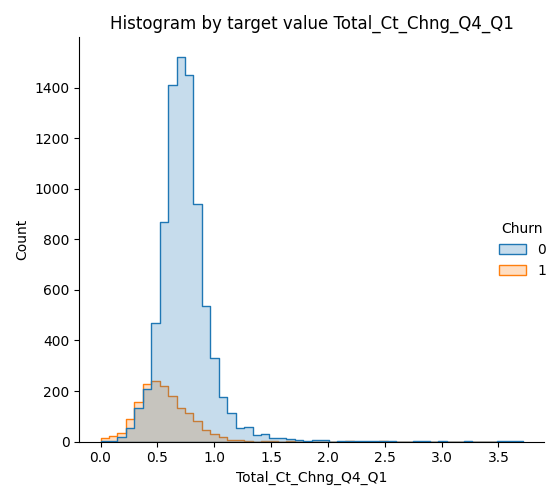 Histogram by target value Total_Ct_Chng_Q4_Q1
1400
1200
1000
800
600
400
200
0
Count
0.0 0.5 1.0 1.5 2.0 2.5 3.0 3.5
Total_Ct_Chng_Q4_Q1
Churn
0
1